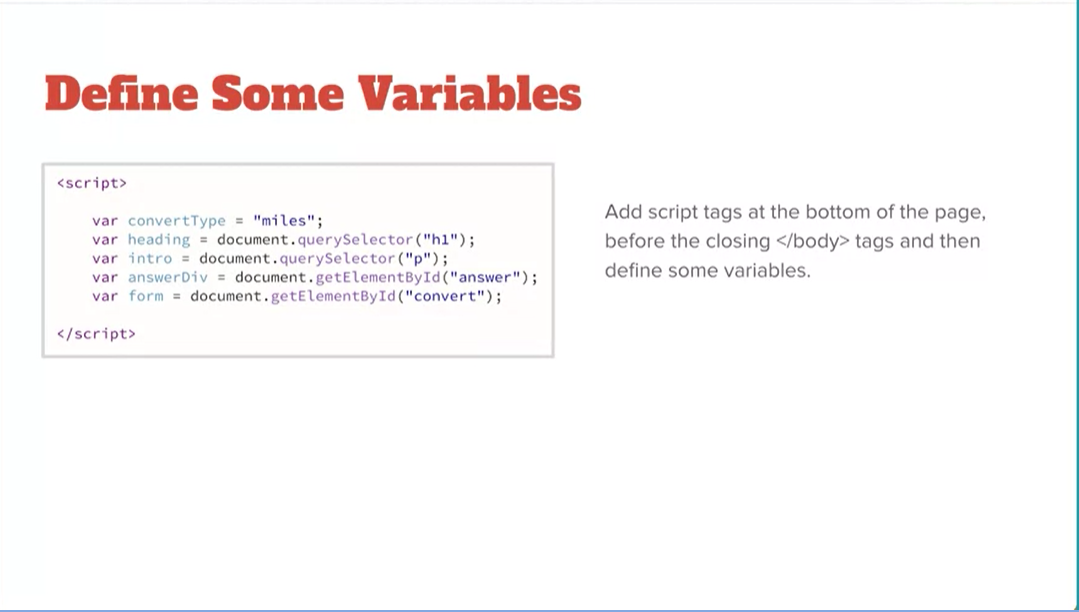 Define Some Variables
<script>
var convertType = "miles";
var heading = document.querySelector("h1");
var intro = document.querySelector("p");
var answerDiv = document.getElementById("answer");
var form = document.getElementById("convert");
</script>
Add script tags at the bottom of the page,
before the closing </body> tags and then
define some variables.